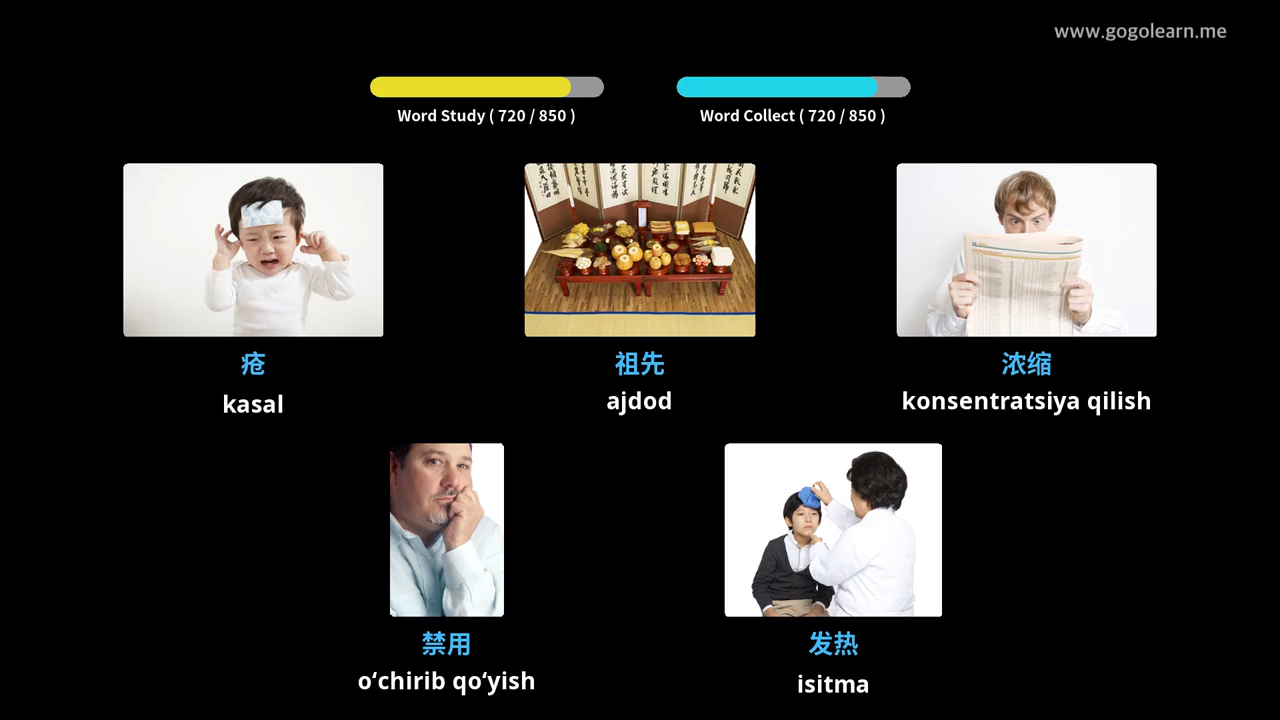 www.gogolearn.me
Word Study ( 720 / 850 )
Word Collect ( 720 / 850 )
疮
kasal
祖先
ajdod
浓缩
konsentratsiya qilish
禁用
oʻchirib qoʻyish
发热
isitma